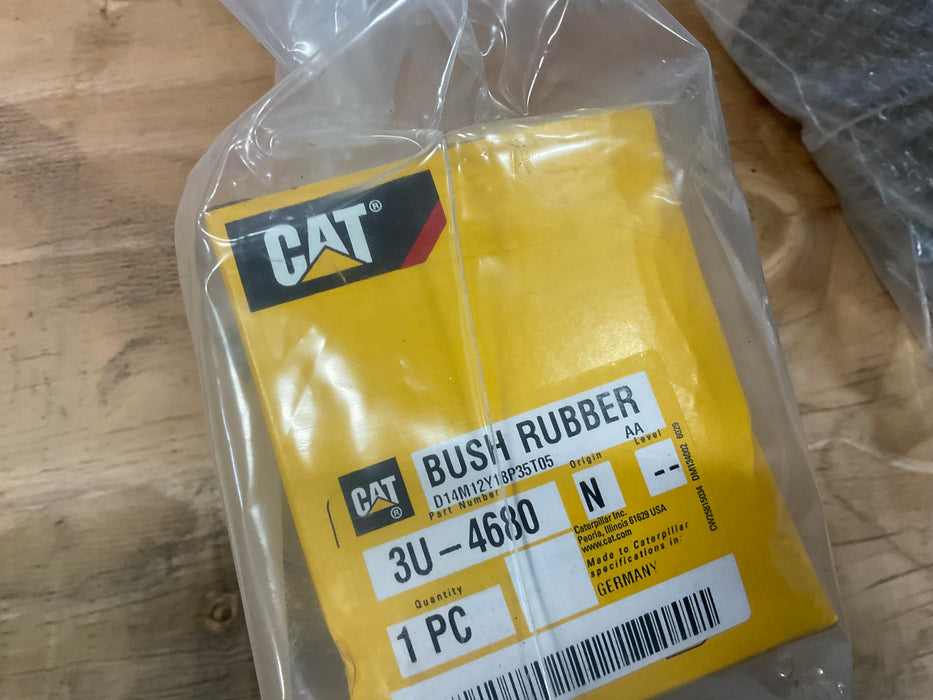 CAT®
BUSH RUBBER
D14M12Y18P35T05
AA
Part Number
Origin
Level
CAT®
3U-4680
N
--
Caterpillar Inc.
Peoria, Illinois 61629 USA
www.cat.com
Made to Caterpillar
specifications in:
GERMANY
Quantity
1 PC
6029